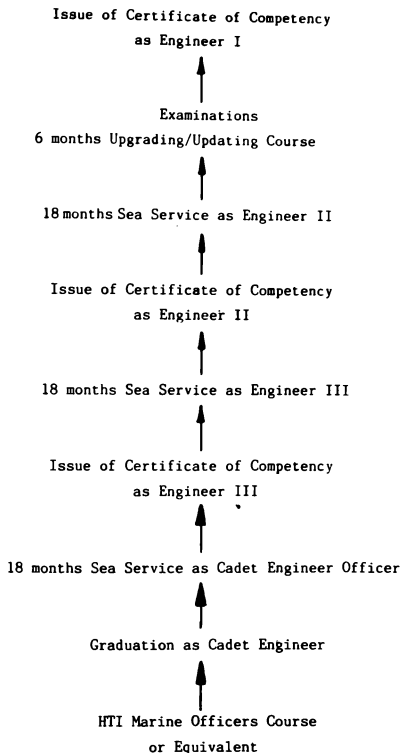 Issue of Certificate of Competency
as Engineer I
Examinations
6 months Upgrading/Updating Course
18 months Sea Service as Engineer II
Issue of Certificate of Competency
as Engineer II
18 months Sea Service as Engineer III
Issue of Certificate of Competency
as Engineer III
18 months Sea Service as Cadet Engineer Officer
Graduation as Cadet Engineer
HTI Marine Officers Course
or Equivalent